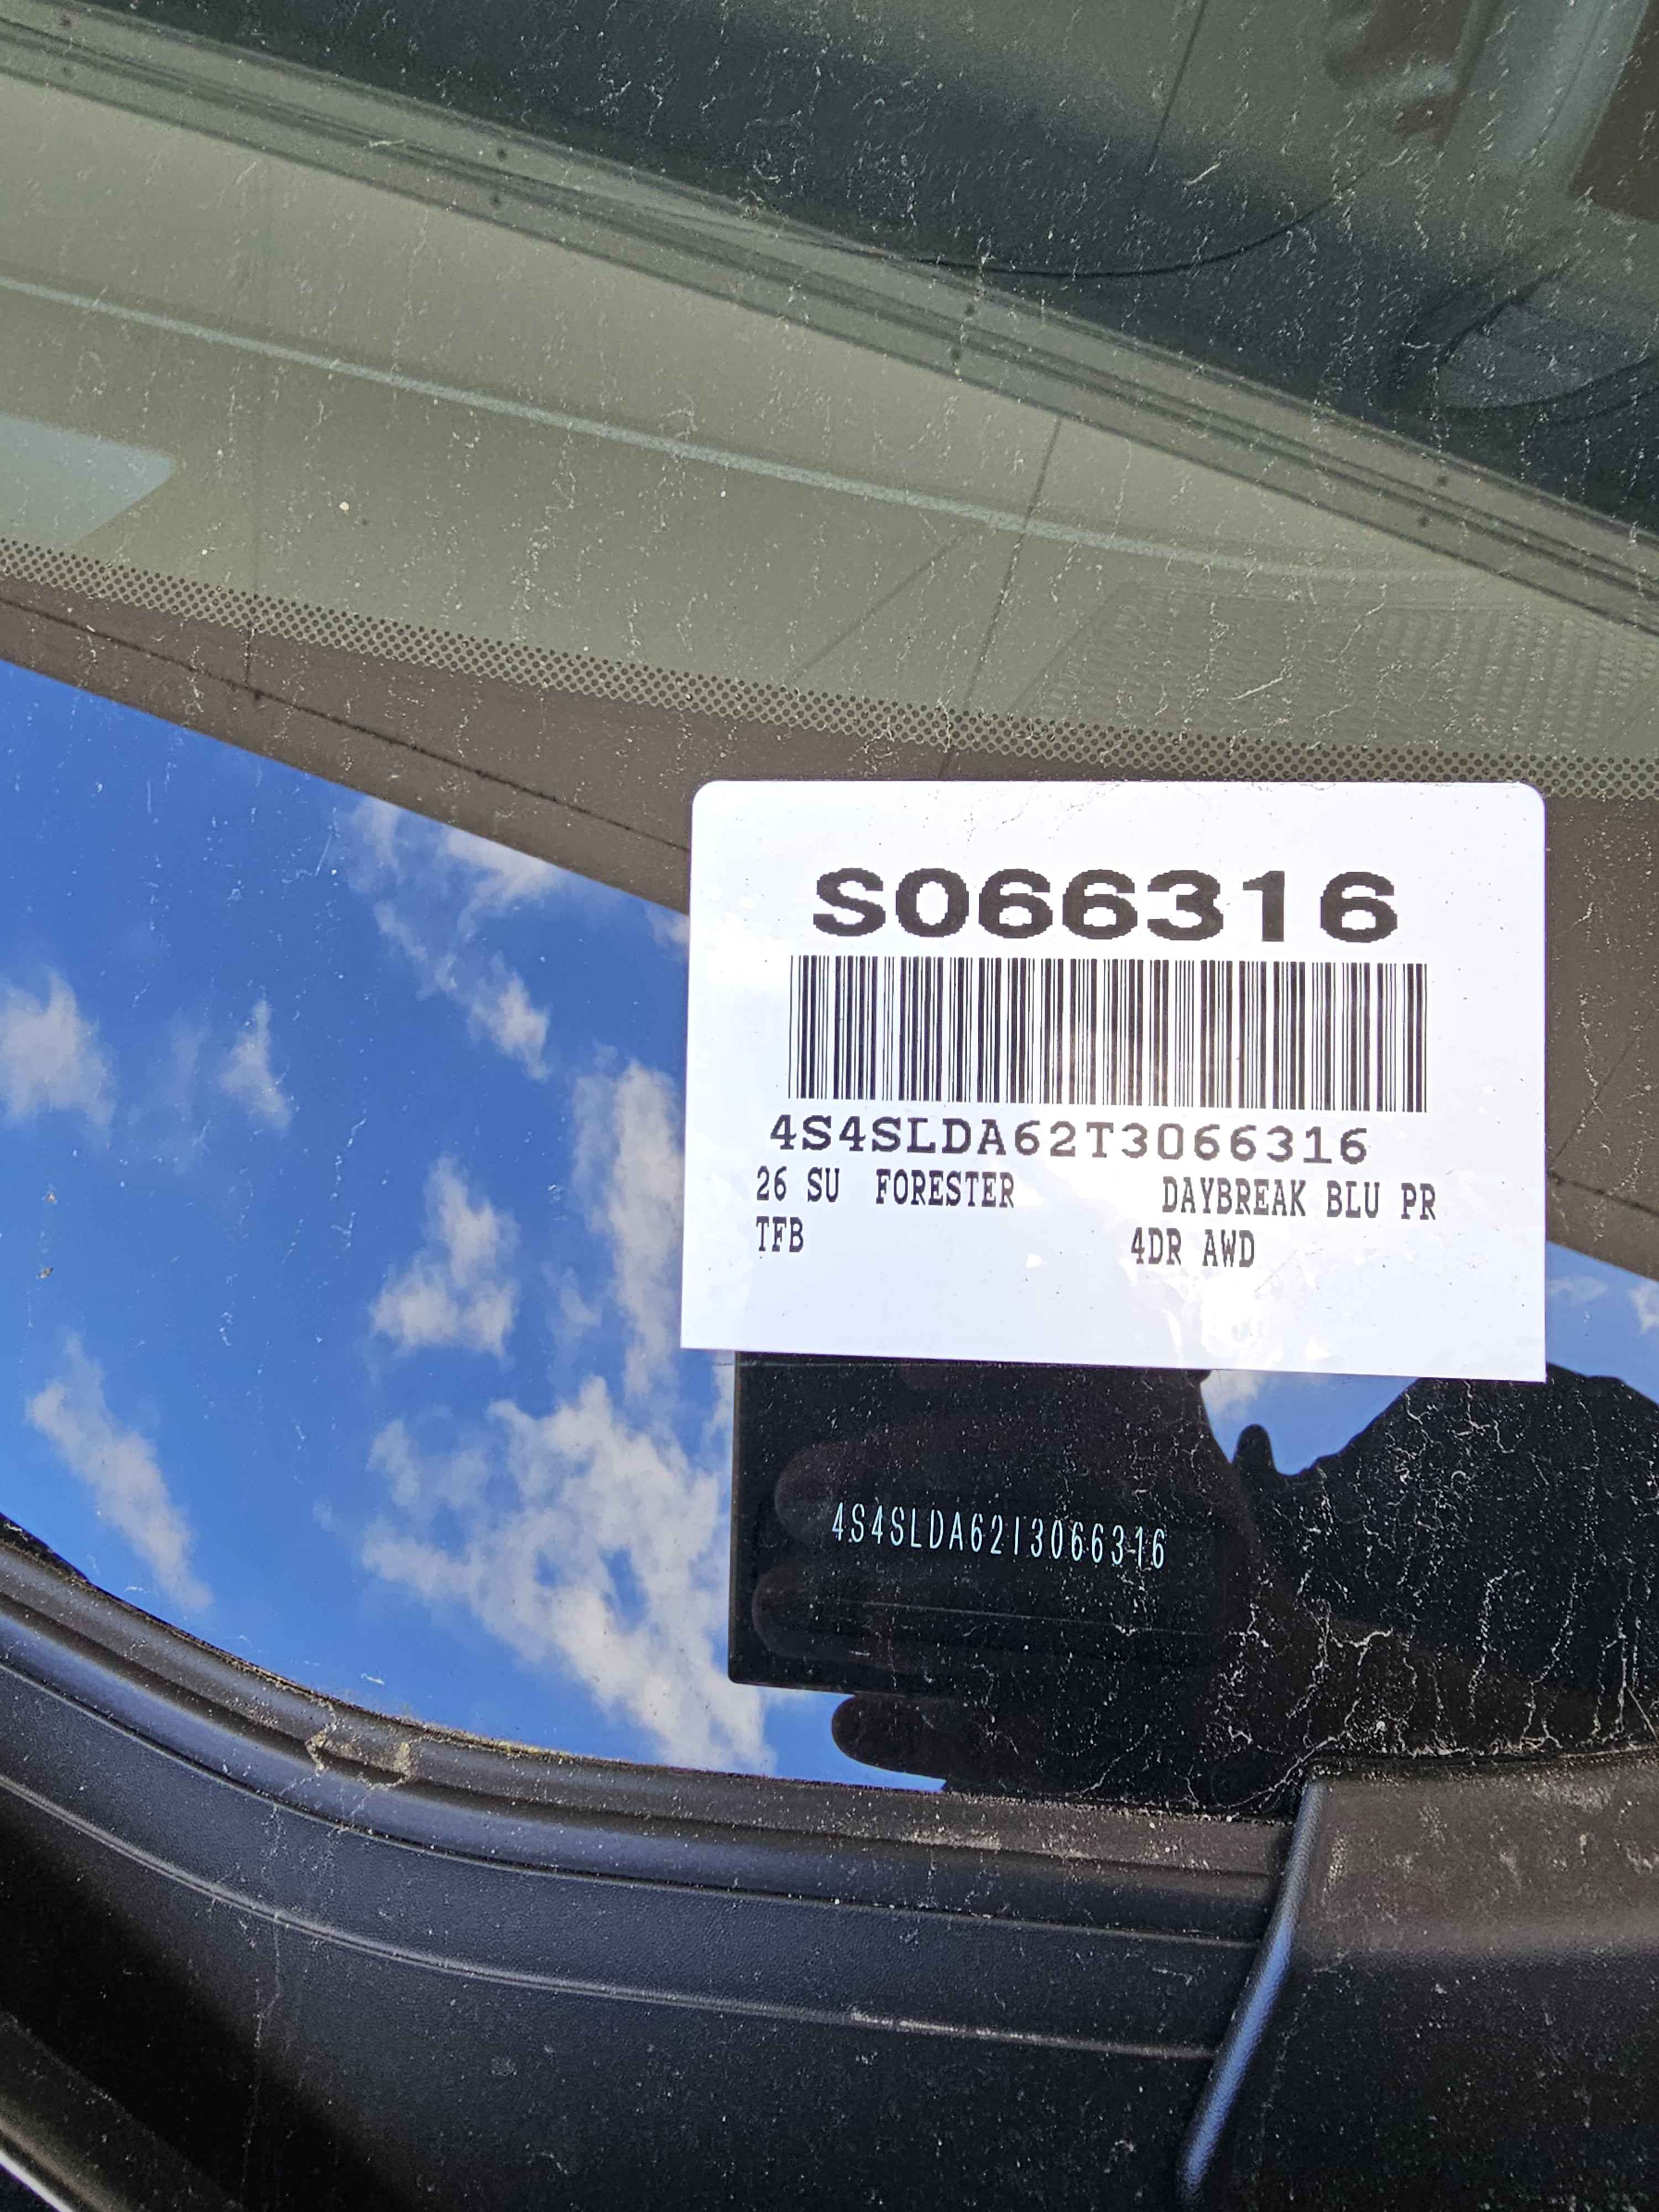 S066316
4S4SLDA62T3066316
26 SU FORESTER DAYBREAK BLU PR
TFB 4DR AWD
4S4SLDA62T3066316